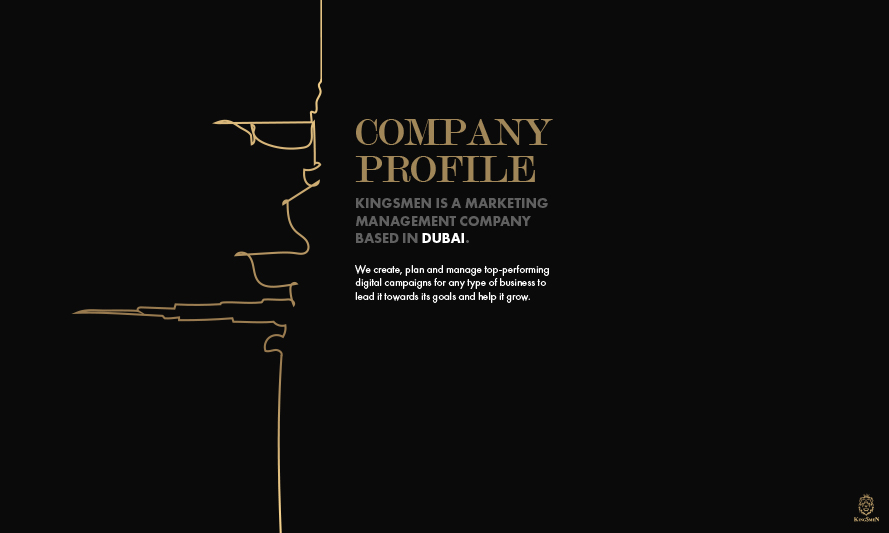 COMPANY
PROFILE
KINGSMEN IS A MARKETING
MANAGEMENT COMPANY
BASED IN DUBAI.
We create, plan and manage top-performing
digital campaigns for any type of business to
lead it towards its goals and help it grow.
KINGSMEN